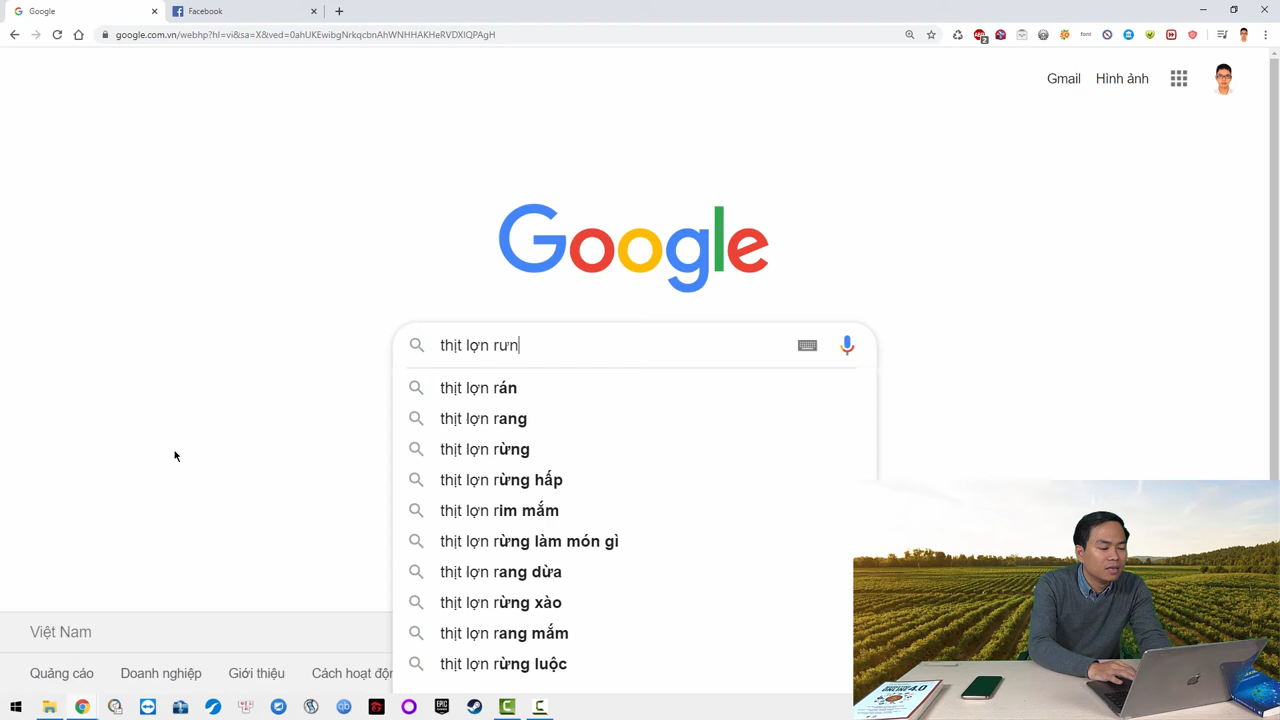 Google
Facebook
google.com.vn/webhp?hl=vi&sa=X&ved=0ahUKEwibgNrkqcbnAhWNHHAKHeRVDXIQPAgH
Gmail Hình ảnh
Google
thịt lợn rưn
thịt lợn rán
thịt lợn rang
thịt lợn rừng
thịt lợn rừng hấp
thịt lợn rim mắm
thịt lợn rừng làm món gì
thịt lợn rang dừa
thịt lợn rừng xào
thịt lợn rang mắm
thịt lợn rừng luộc
Việt Nam
Quảng cáo Doanh nghiệp Giới thiệu Cách hoạt độn